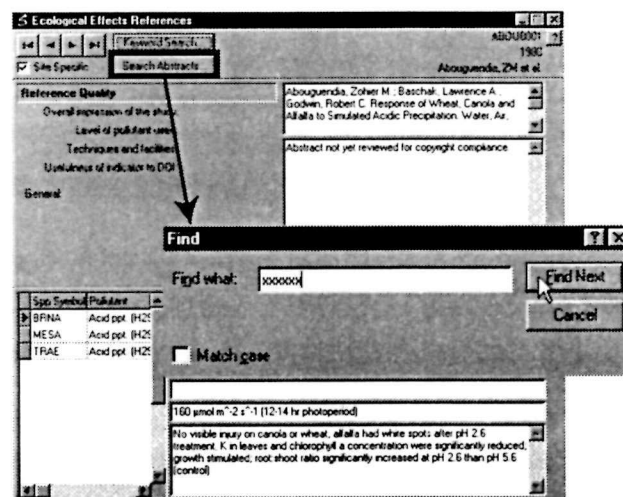 Ecological Effects References
Keyword Search
ABOUB001
1980
Site Specific
Search Abstracts
Abouguendia, ZM et al.
Reference Quality
Overall impression of the study
Level of pollutant used
Techniques and facilities
Usefulness of indicator to DOI
General
Abouguendia, Zoher M.; Baschak, Lawrence A.;
Godwin, Robert C. Response of Wheat, Canola and
Alfalfa to Simulated Acidic Precipitation. Water, Air,
Abstract not yet reviewed for copyright compliance
Find
Find what:
xxxxxx
Find Next
Cancel
Match case
Spp Symbol Pollutant
BRNA Acid ppt. (H2S
MESA Acid ppt. (H2S
TRAE Acid ppt. (H2S
160 µmol m^-2 s^-1 (12-14 hr photoperiod)
No visible injury on canola or wheat, alfalfa had white spots after pH 2.6
treatment. K in leaves and chlorophyll a concentration were significantly reduced,
growth stimulated, root:shoot ratio significantly increased at pH 2.6 than pH 5.6
(control)